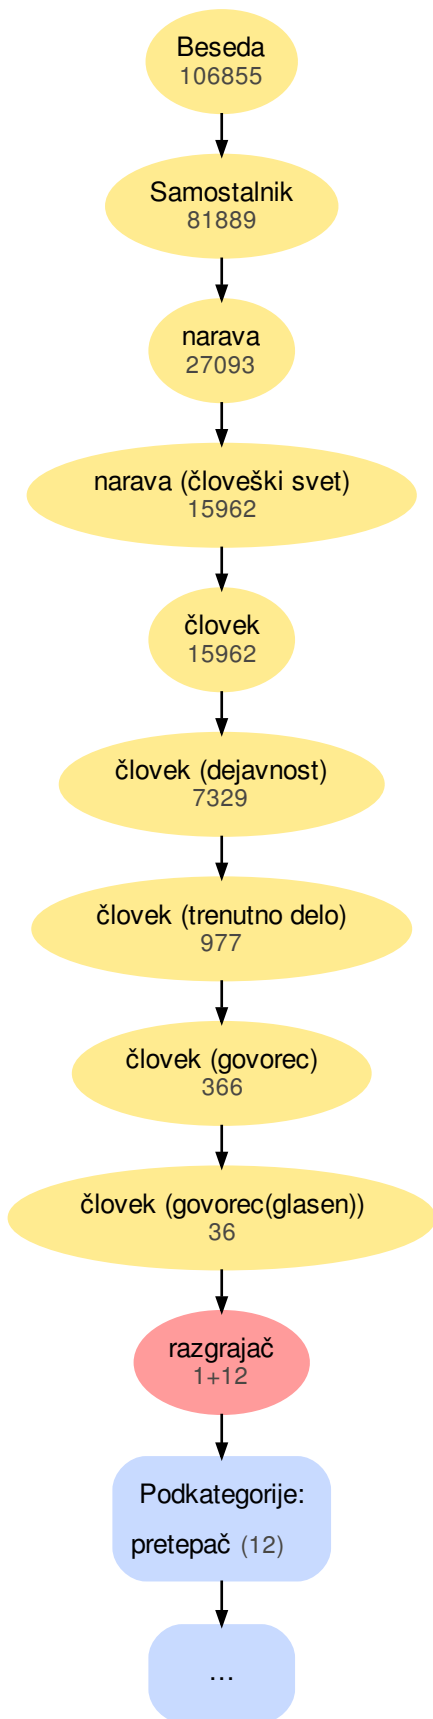 Beseda
106855
Samostalnik
81889
narava
27093
narava (človeški svet)
15962
človek
15962
človek (dejavnost)
7329
človek (trenutno delo)
977
človek (govorec)
366
človek (govorec(glasen))
36
razgrajač
1+12
Podkategorije:
pretepač (12)
...